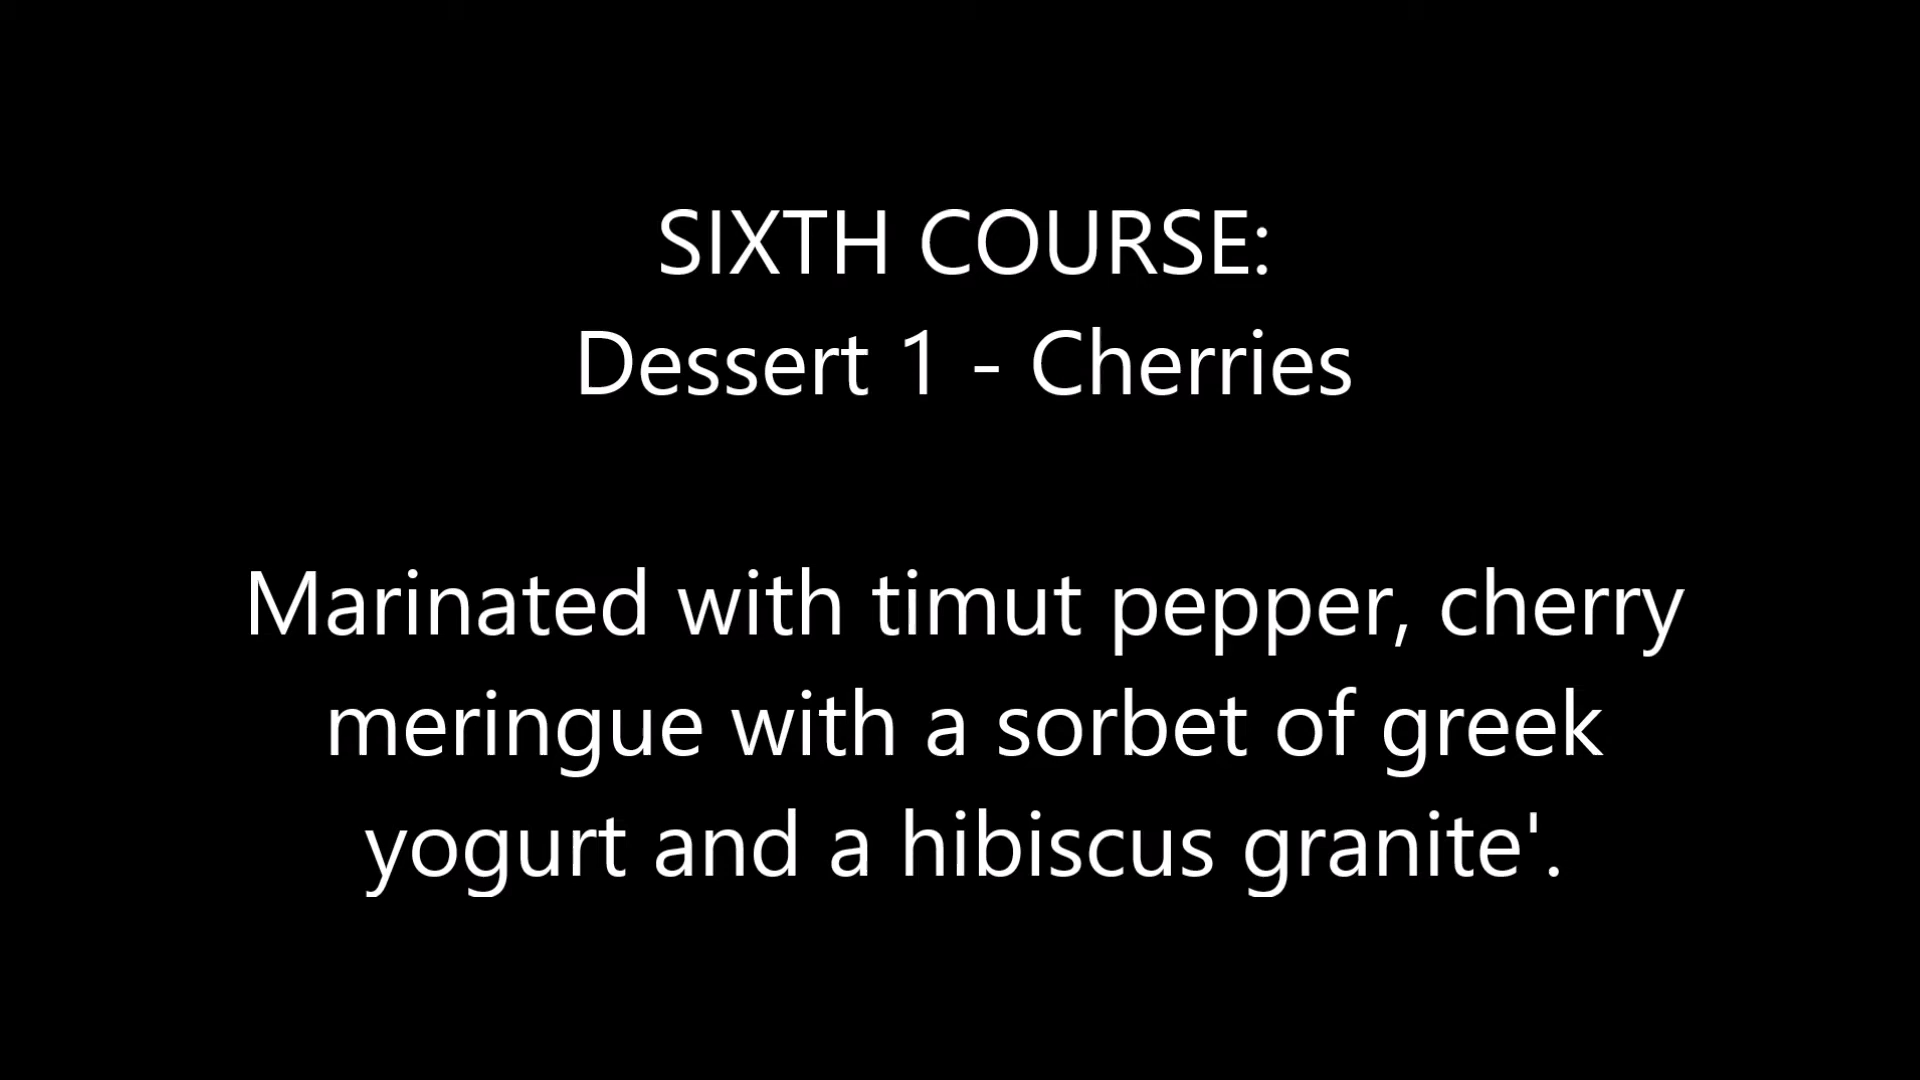 SIXTH COURSE:
Dessert 1 - Cherries
Marinated with timut pepper, cherry
meringue with a sorbet of greek
yogurt and a hibiscus granite'.